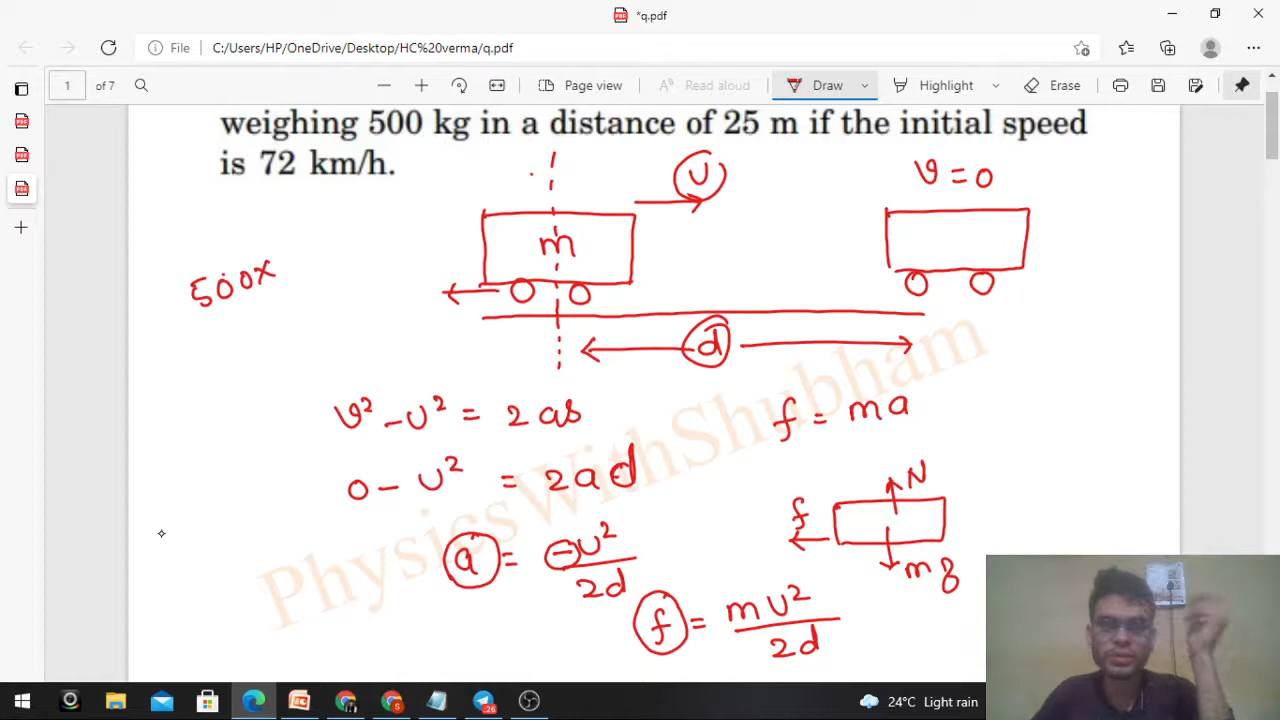 *q.pdf
File C:/Users/HP/OneDrive/Desktop/HC%20verma/q.pdf
1 of 7 Page view Read aloud Draw Highlight Erase
weighing 500 kg in a distance of 25 m if the initial speed
is 72 km/h.
U
v = 0
m
500×
d
v² - U² = 2as
f = ma
0 - U² = 2ad
N
f
mg
a = -U²/2d
f = mU²/2d
PhysicsWithShubham
26
24°C Light rain